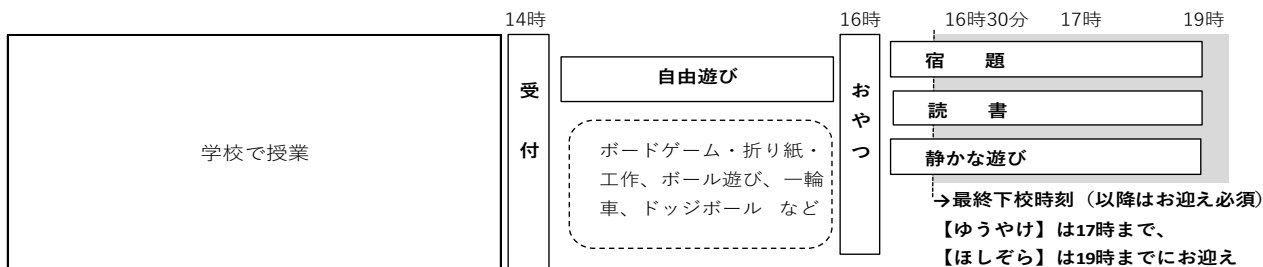 14時
16時
16時30分
17時
19時
学校で授業
受付
自由遊び
ボードゲーム・折り紙・
工作、ボール遊び、一輪
車、ドッジボール など
おやつ
宿 題
読 書
静かな遊び
→最終下校時刻（以降はお迎え必須）
【ゆうやけ】は17時まで、
【ほしぞら】は19時までにお迎え